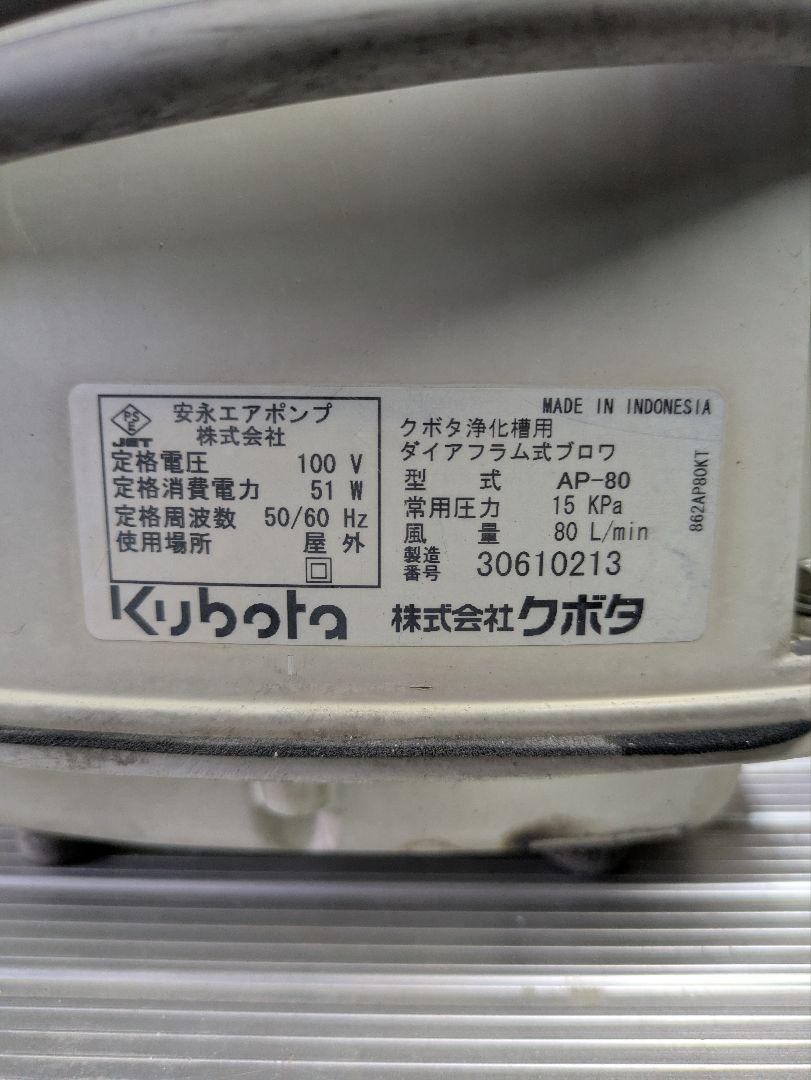 PSE
JET
安永エアポンプ
株式会社
定格電圧 100 V
定格消費電力 51 W
定格周波数 50/60 Hz
使用場所 屋 外
MADE IN INDONESIA
クボタ浄化槽用
ダイアフラム式ブロワ
型 式 AP-80
常用圧力 15 KPa
風 量 80 L/min
製造
番号 30610213
862AP80KT
Kubota 株式会社クボタ